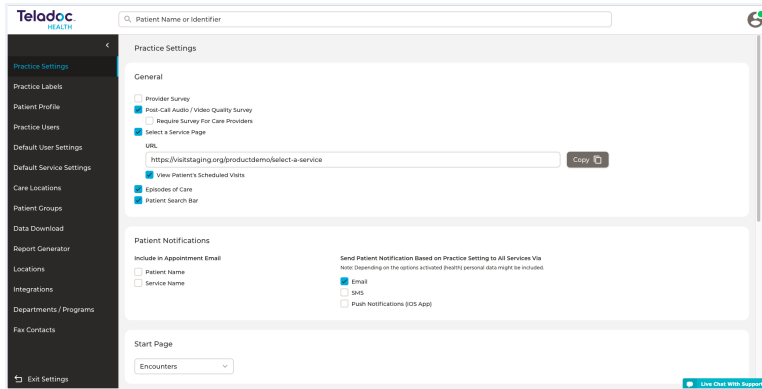 Teladoc.
HEALTH
Patient Name or Identifier
Practice Settings
Practice Labels
Patient Profile
Practice Users
Default User Settings
Default Service Settings
Care Locations
Patient Groups
Data Download
Report Generator
Locations
Integrations
Departments / Programs
Fax Contacts
Exit Settings
Practice Settings
General
Provider Survey
Post-Call Audio / Video Quality Survey
Require Survey For Care Providers
Select a Service Page
URL
https://visitstaging.org/productdemo/select-a-service
Copy
View Patient's Scheduled Visits
Episodes of Care
Patient Search Bar
Patient Notifications
Include in Appointment Email
Patient Name
Service Name
Send Patient Notification Based on Practice Setting to All Services Via
Note: Depending on the options activated (health) personal data might be included.
Email
SMS
Push Notifications (iOS App)
Start Page
Encounters
Live Chat With Support